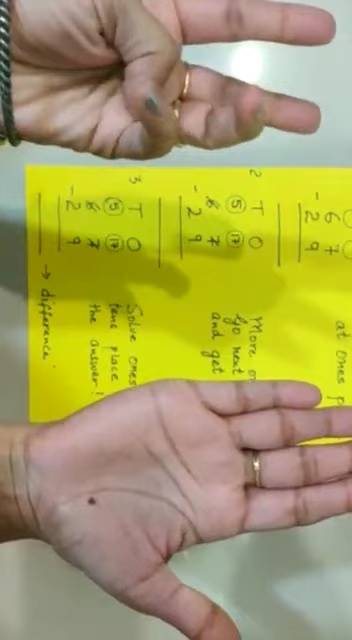 at ones
6 7
- 2 9
2 T O More
5 17 Go next
6 7 and get
- 2 9
3 T O Solve ones
5 17 tens place
6 7 the answer!
- 2 9
→ difference.